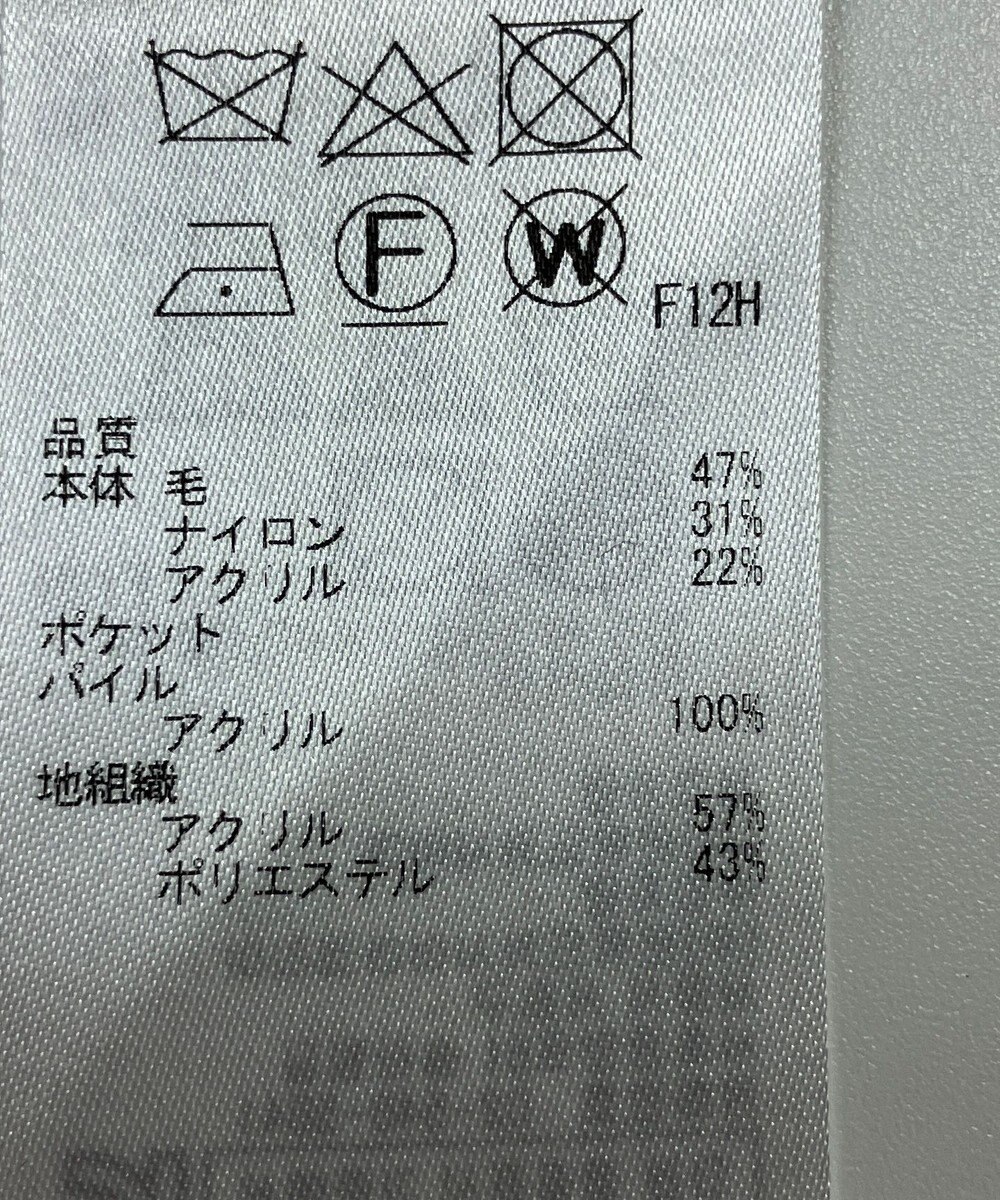 F
W
F12H
品質
本体 毛 47%
ナイロン 31%
アクリル 22%
ポケット
パイル
アクリル 100%
地組織
アクリル 57%
ポリエステル 43%